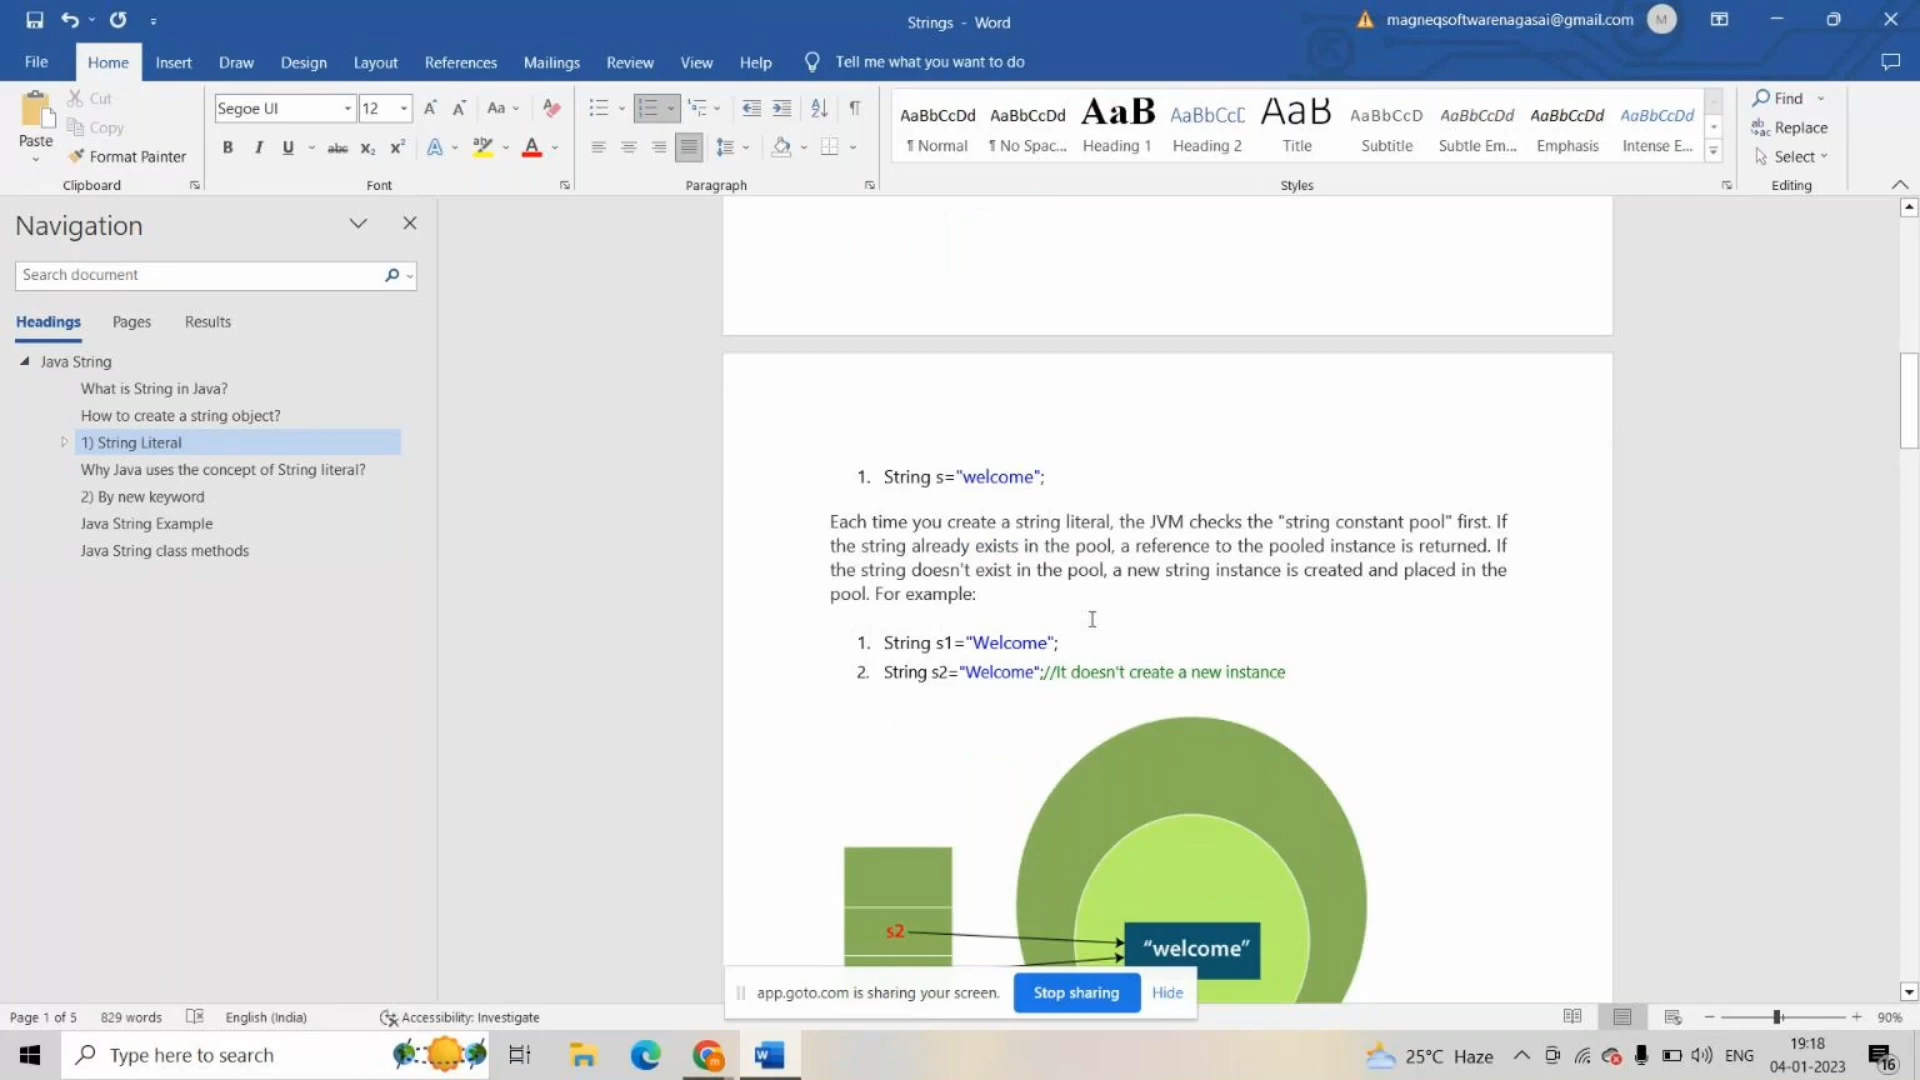 Strings - Word
magneqsoftwarenagasai@gmail.com
M
File
Home
Insert
Draw
Design
Layout
References
Mailings
Review
View
Help
Tell me what you want to do
Paste
Cut
Copy
Format Painter
Clipboard
Segoe UI
12
Font
Paragraph
AaBbCcDd
¶ Normal
AaBbCcDd
¶ No Spac...
AaB
Heading 1
AaBbCcC
Heading 2
AaB
Title
AaBbCcD
Subtitle
AaBbCcDd
Subtle Em...
AaBbCcDd
Emphasis
AaBbCcDd
Intense E...
Styles
Find
Replace
Select
Editing
Navigation
Search document
Headings
Pages
Results
Java String
What is String in Java?
How to create a string object?
1) String Literal
Why Java uses the concept of String literal?
2) By new keyword
Java String Example
Java String class methods
1. String s="welcome";
Each time you create a string literal, the JVM checks the "string constant pool" first. If
the string already exists in the pool, a reference to the pooled instance is returned. If
the string doesn't exist in the pool, a new string instance is created and placed in the
pool. For example:
1. String s1="Welcome";
2. String s2="Welcome";//It doesn't create a new instance
s2
“welcome”
app.goto.com is sharing your screen.
Stop sharing
Hide
Page 1 of 5
829 words
English (India)
Accessibility: Investigate
90%
Type here to search
25°C Haze
ENG
19:18
04-01-2023
16